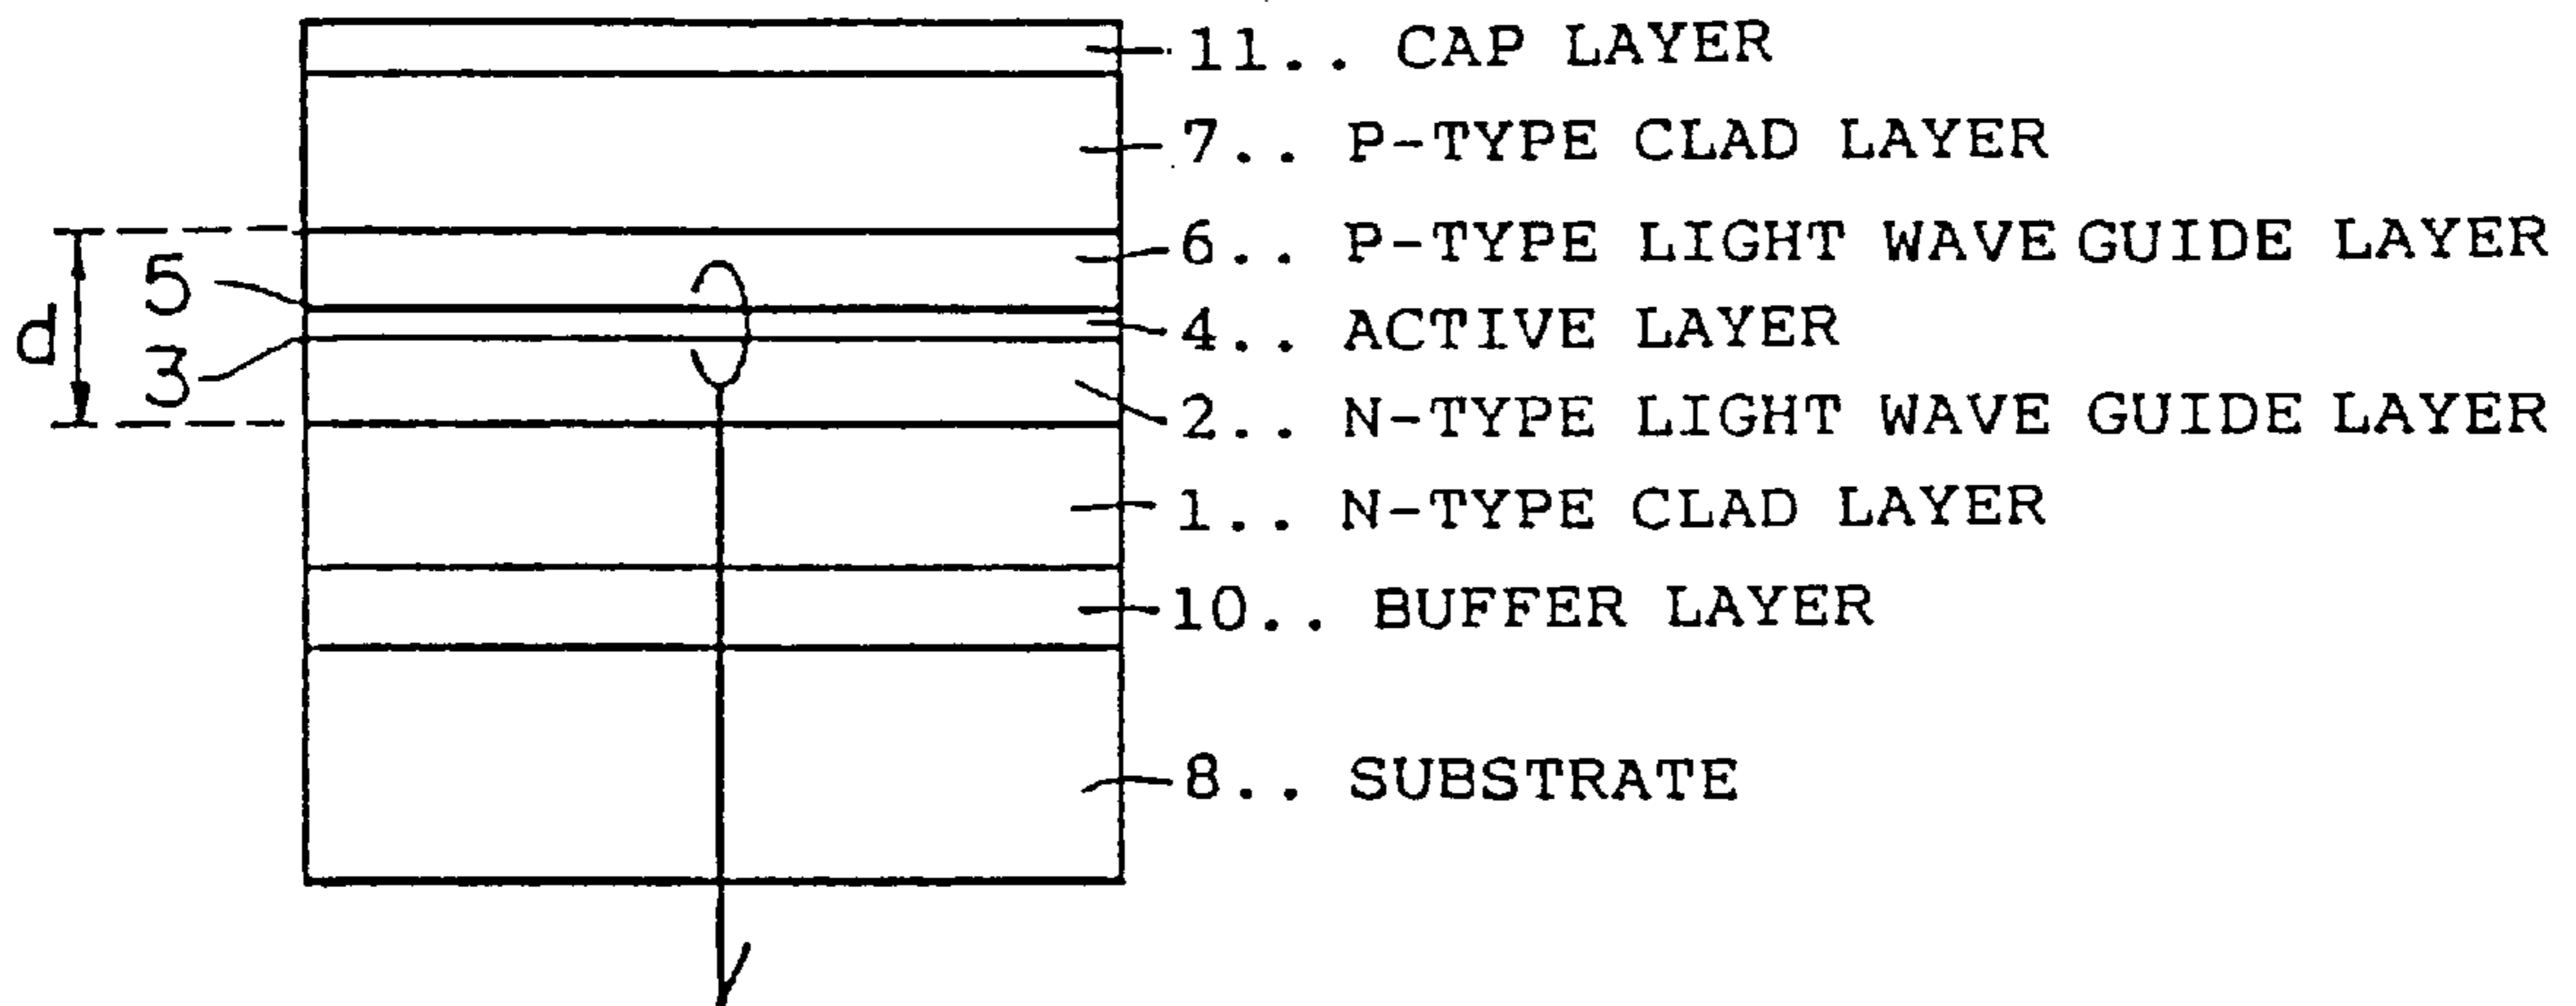 11.. CAP LAYER
7.. P-TYPE CLAD LAYER
6.. P-TYPE LIGHT WAVE GUIDE LAYER
5
4.. ACTIVE LAYER
d
3
2.. N-TYPE LIGHT WAVE GUIDE LAYER
1.. N-TYPE CLAD LAYER
10.. BUFFER LAYER
8.. SUBSTRATE